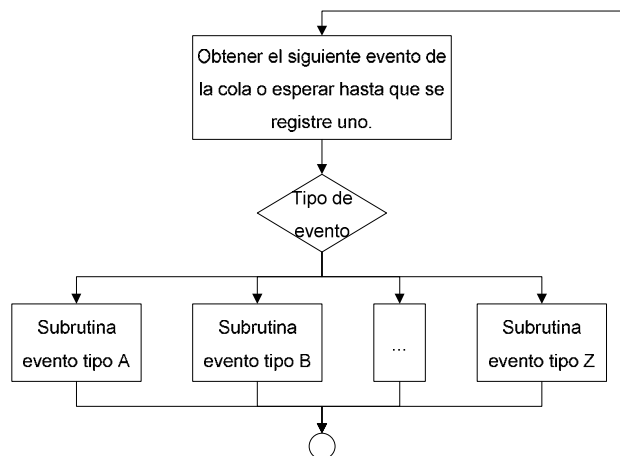 Obtener el siguiente evento de
la cola o esperar hasta que se
registre uno.
Tipo de
evento
Subrutina
evento tipo A
Subrutina
evento tipo B
...
Subrutina
evento tipo Z